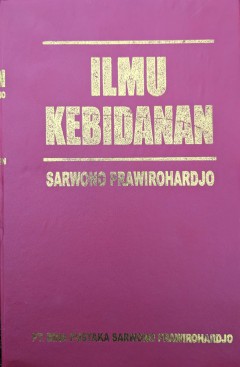 ILMU
KEBIDANAN
SARWONO PRAWIROHARDJO
PT BINA PUSTAKA SARWONO PRAWIROHARDJO